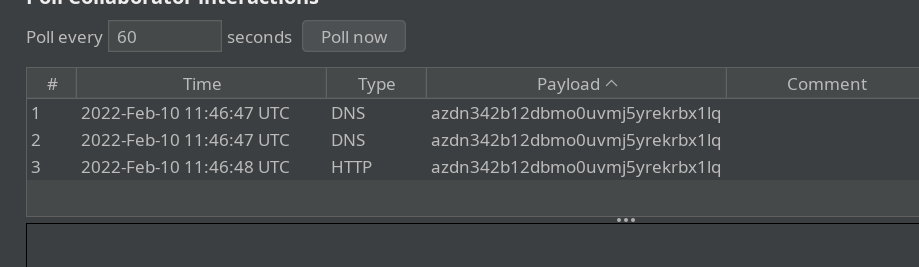 Poll Collaborator interactions
Poll every 60 seconds Poll now
# Time Type Payload Comment
1 2022-Feb-10 11:46:47 UTC DNS azdn342b12dbmo0uvmj5yrekrbx1lq
2 2022-Feb-10 11:46:47 UTC DNS azdn342b12dbmo0uvmj5yrekrbx1lq
3 2022-Feb-10 11:46:48 UTC HTTP azdn342b12dbmo0uvmj5yrekrbx1lq